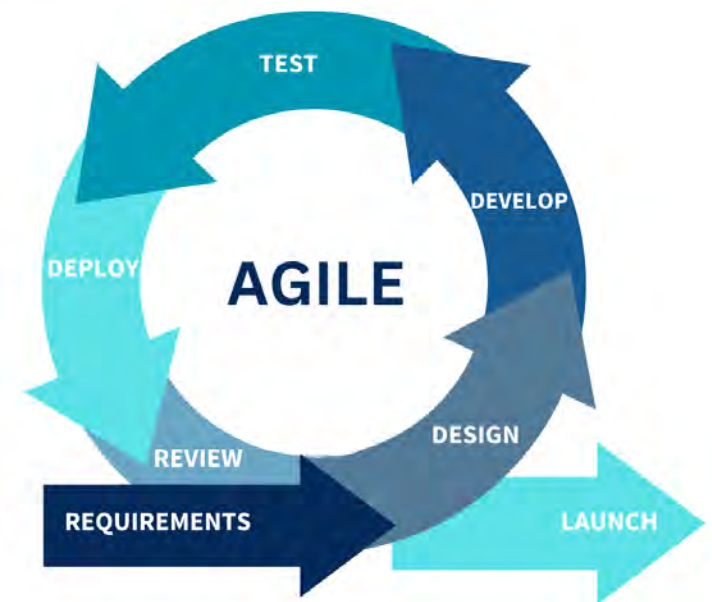 TEST
DEVELOP
DEPLOY
AGILE
DESIGN
REVIEW
REQUIREMENTS
LAUNCH